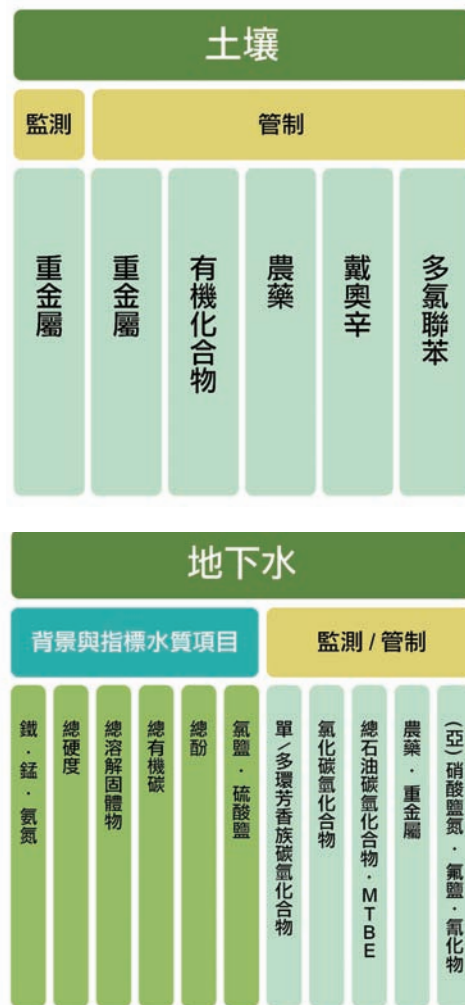 土壤
監測
管制
重金屬
重金屬
有機化合物
農藥
戴奧辛
多氯聯苯
地下水
背景與指標水質項目
監測 / 管制
鐵．錳．氨氮
總硬度
總溶解固體物
總有機碳
總酚
氯鹽．硫酸鹽
單/多環芳香族碳氫化合物
氯化碳氫化合物
總石油碳氫化合物．MTBE
農藥．重金屬
(亞)硝酸鹽氮．氟鹽．氰化物